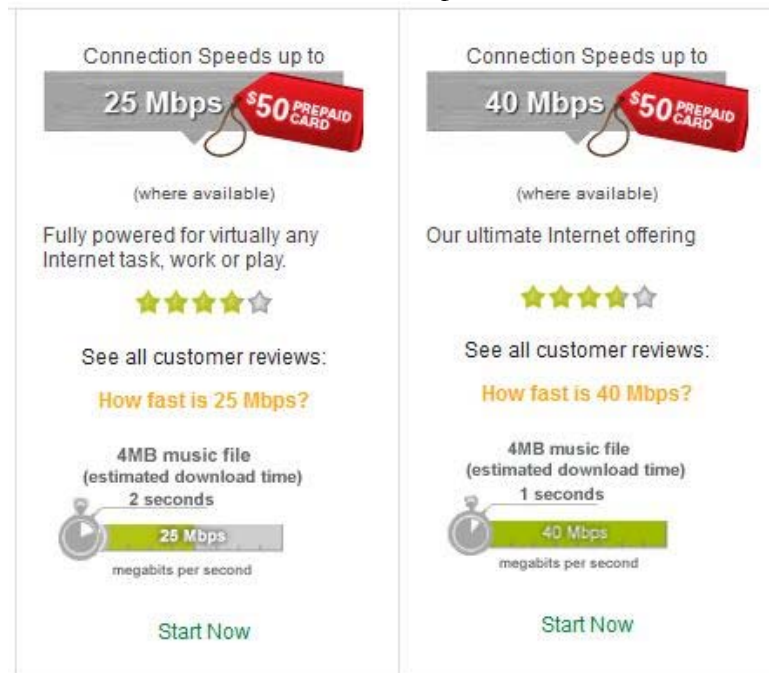 Connection Speeds up to
25 Mbps
$50 PREPAID
CARD
(where available)
Fully powered for virtually any
Internet task, work or play.
See all customer reviews:
How fast is 25 Mbps?
4MB music file
(estimated download time)
2 seconds
25 Mbps
megabits per second
Start Now
Connection Speeds up to
40 Mbps
$50 PREPAID
CARD
(where available)
Our ultimate Internet offering
See all customer reviews:
How fast is 40 Mbps?
4MB music file
(estimated download time)
1 seconds
40 Mbps
megabits per second
Start Now